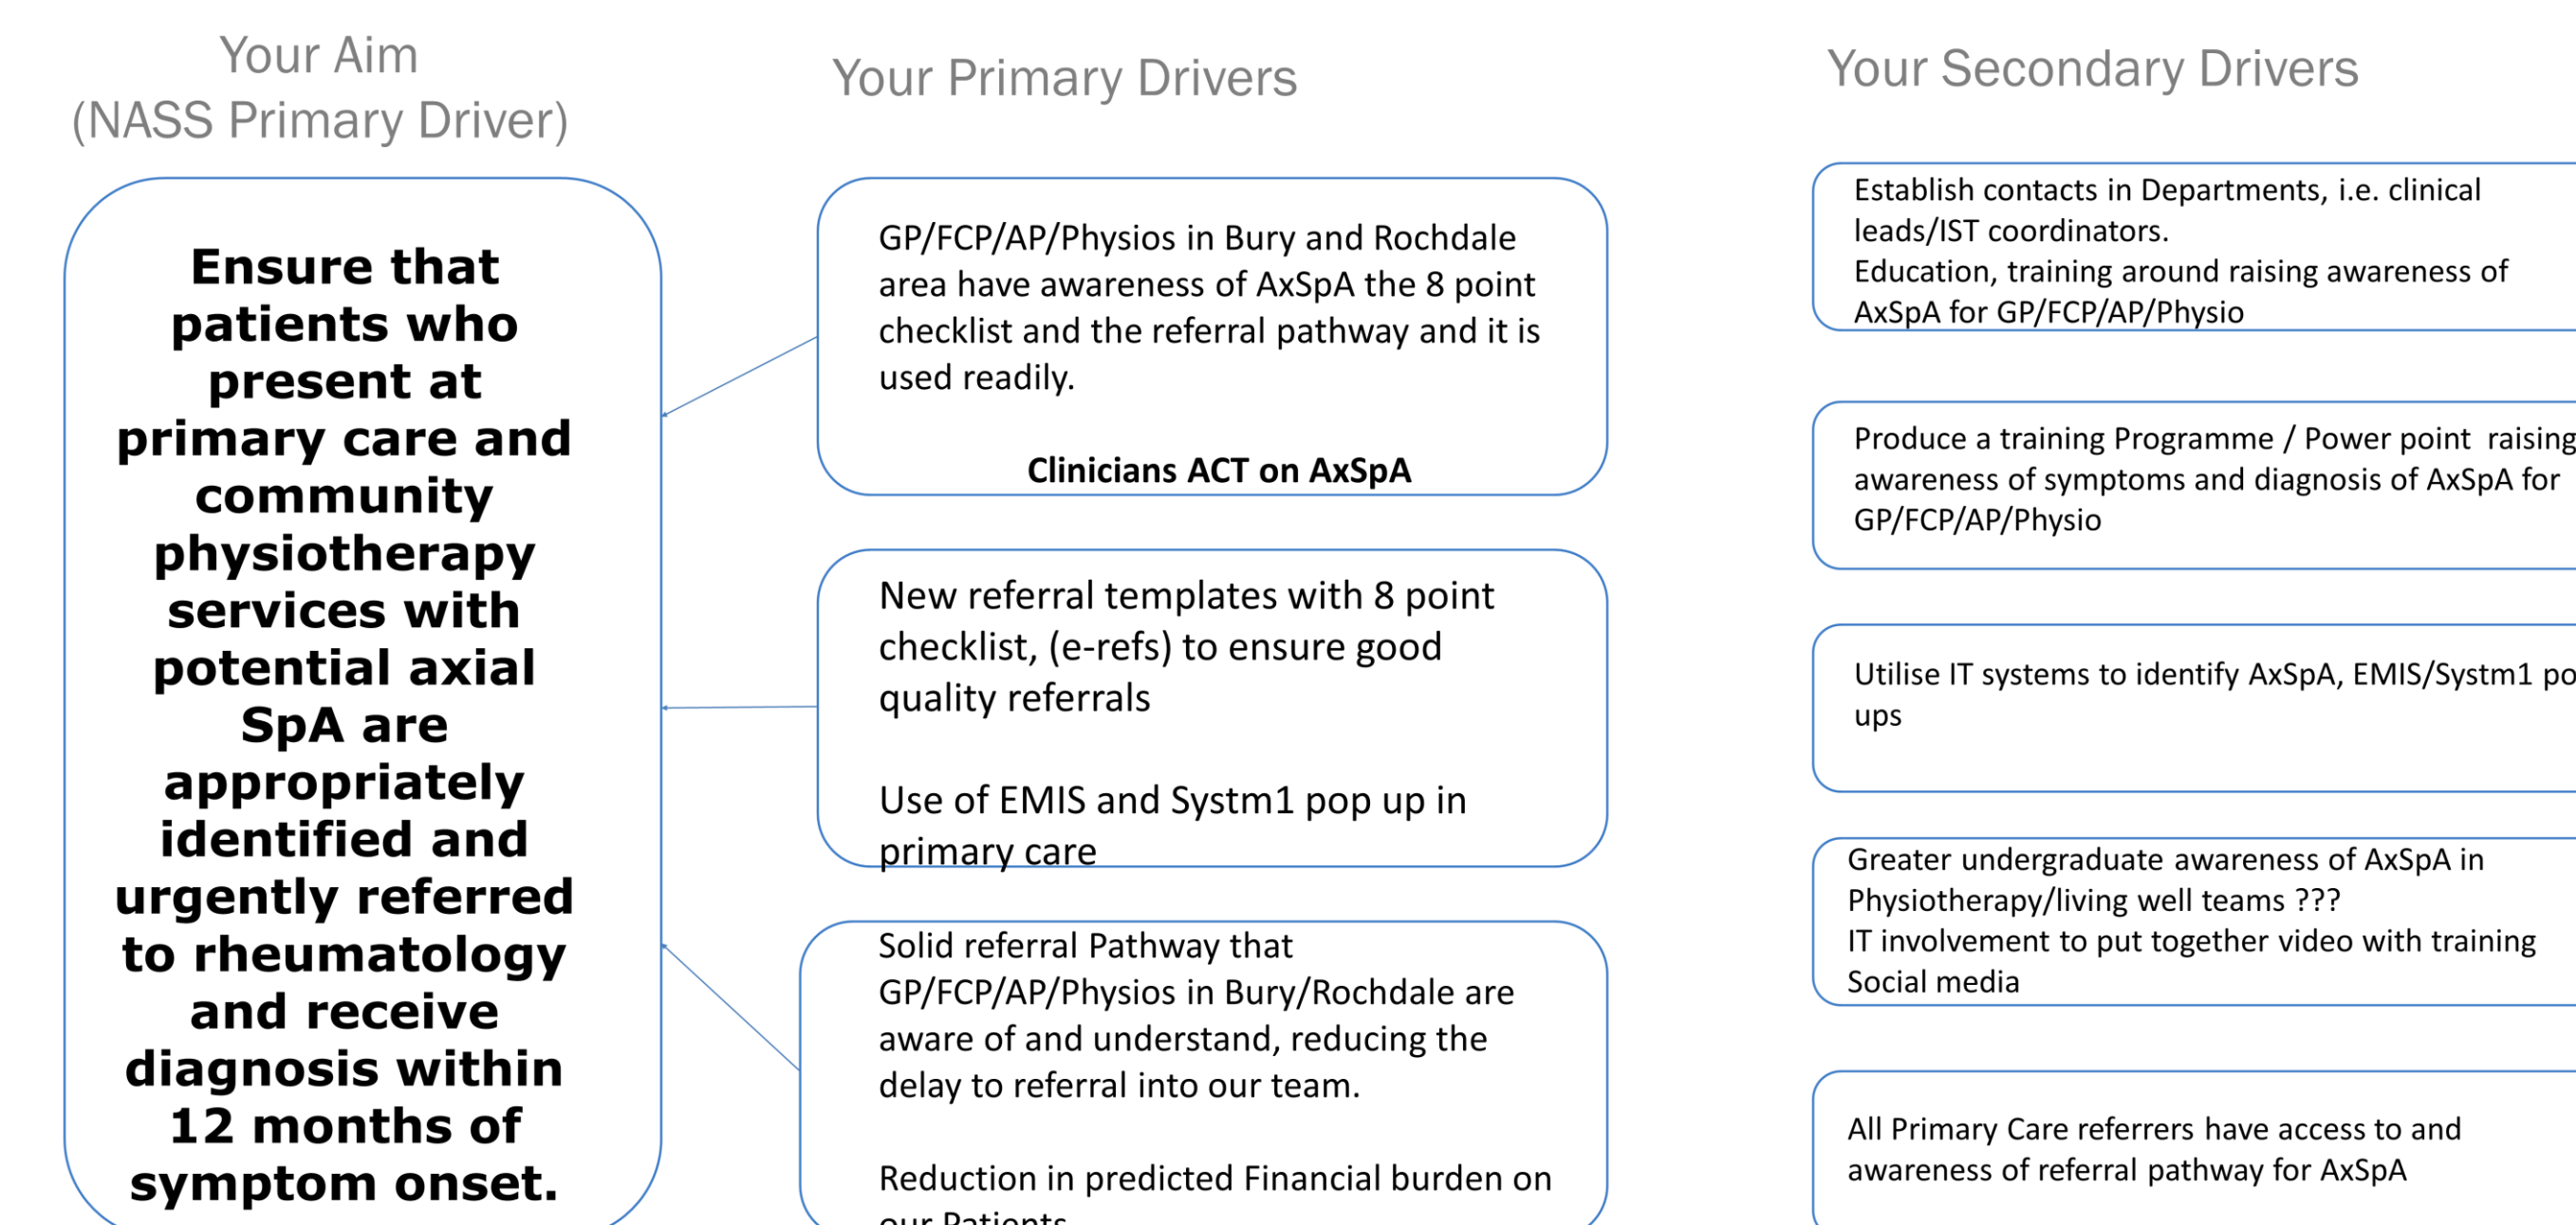 Your Aim
(NASS Primary Driver)
Ensure that
patients who
present at
primary care and
community
physiotherapy
services with
potential axial
SpA are
appropriately
identified and
urgently referred
to rheumatology
and receive
diagnosis within
12 months of
symptom onset.
Your Primary Drivers
GP/FCP/AP/Physios in Bury and Rochdale
area have awareness of AxSpA the 8 point
checklist and the referral pathway and it is
used readily.
Clinicians ACT on AxSpA
New referral templates with 8 point
checklist, (e-refs) to ensure good
quality referrals
Use of EMIS and Systm1 pop up in
primary care
Solid referral Pathway that
GP/FCP/AP/Physios in Bury/Rochdale are
aware of and understand, reducing the
delay to referral into our team.
Reduction in predicted Financial burden on
our Patients
Your Secondary Drivers
Establish contacts in Departments, i.e. clinical
leads/IST coordinators.
Education, training around raising awareness of
AxSpA for GP/FCP/AP/Physio
Produce a training Programme / Power point raising
awareness of symptoms and diagnosis of AxSpA for
GP/FCP/AP/Physio
Utilise IT systems to identify AxSpA, EMIS/Systm1 po
ups
Greater undergraduate awareness of AxSpA in
Physiotherapy/living well teams ???
IT involvement to put together video with training
Social media
All Primary Care referrers have access to and
awareness of referral pathway for AxSpA